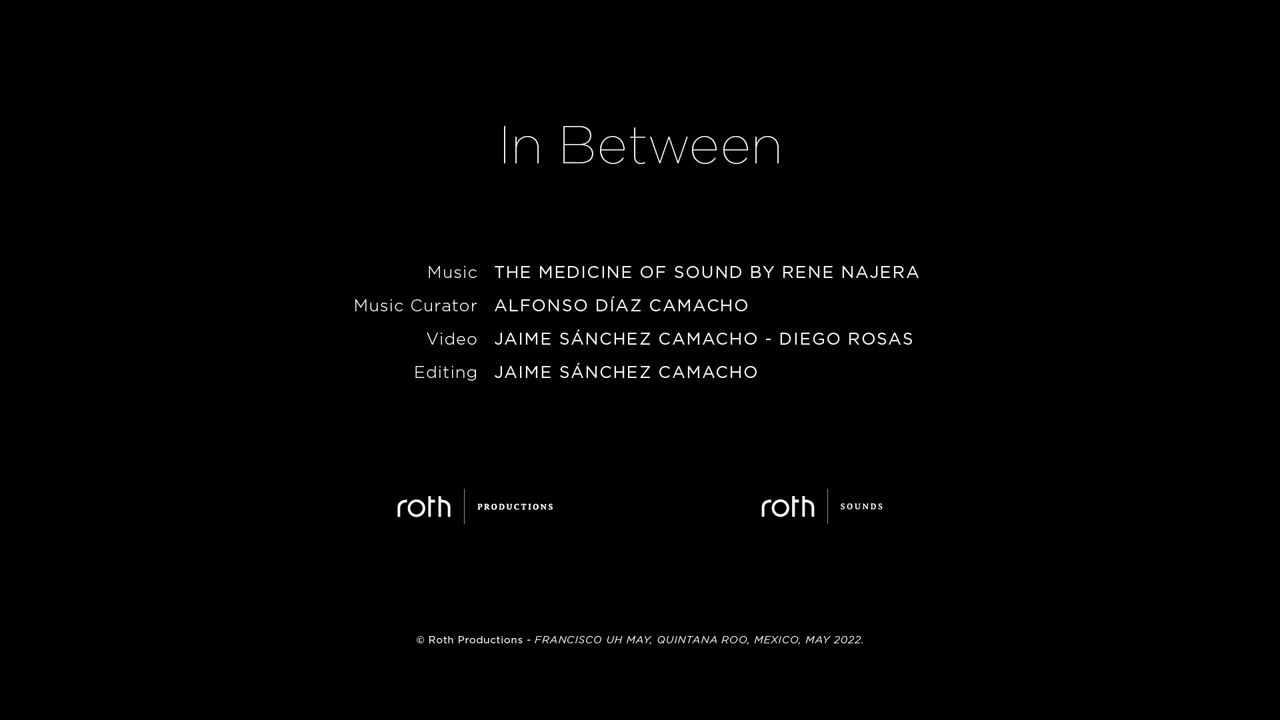 In Between
Music THE MEDICINE OF SOUND BY RENE NAJERA
Music Curator ALFONSO DÍAZ CAMACHO
Video JAIME SÁNCHEZ CAMACHO - DIEGO ROSAS
Editing JAIME SÁNCHEZ CAMACHO
roth PRODUCTIONS roth SOUNDS
© Roth Productions - FRANCISCO UH MAY, QUINTANA ROO, MEXICO, MAY 2022.